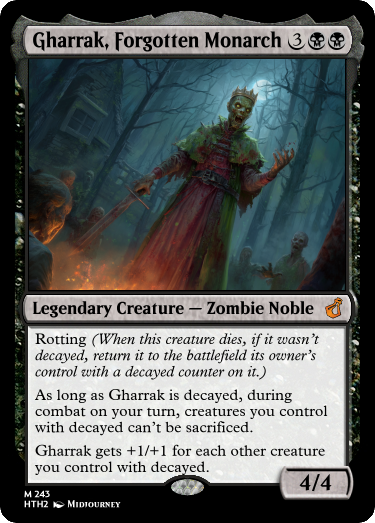 Gharrak, Forgotten Monarch 3
Legendary Creature — Zombie Noble
Rotting (When this creature dies, if it wasn't
decayed, return it to the battlefield its owner's
control with a decayed counter on it.)
As long as Gharrak is decayed, during
combat on your turn, creatures you control
with decayed can't be sacrificed.
Gharrak gets +1/+1 for each other creature
you control with decayed.
4/4
M 243
HTH2 Midjourney